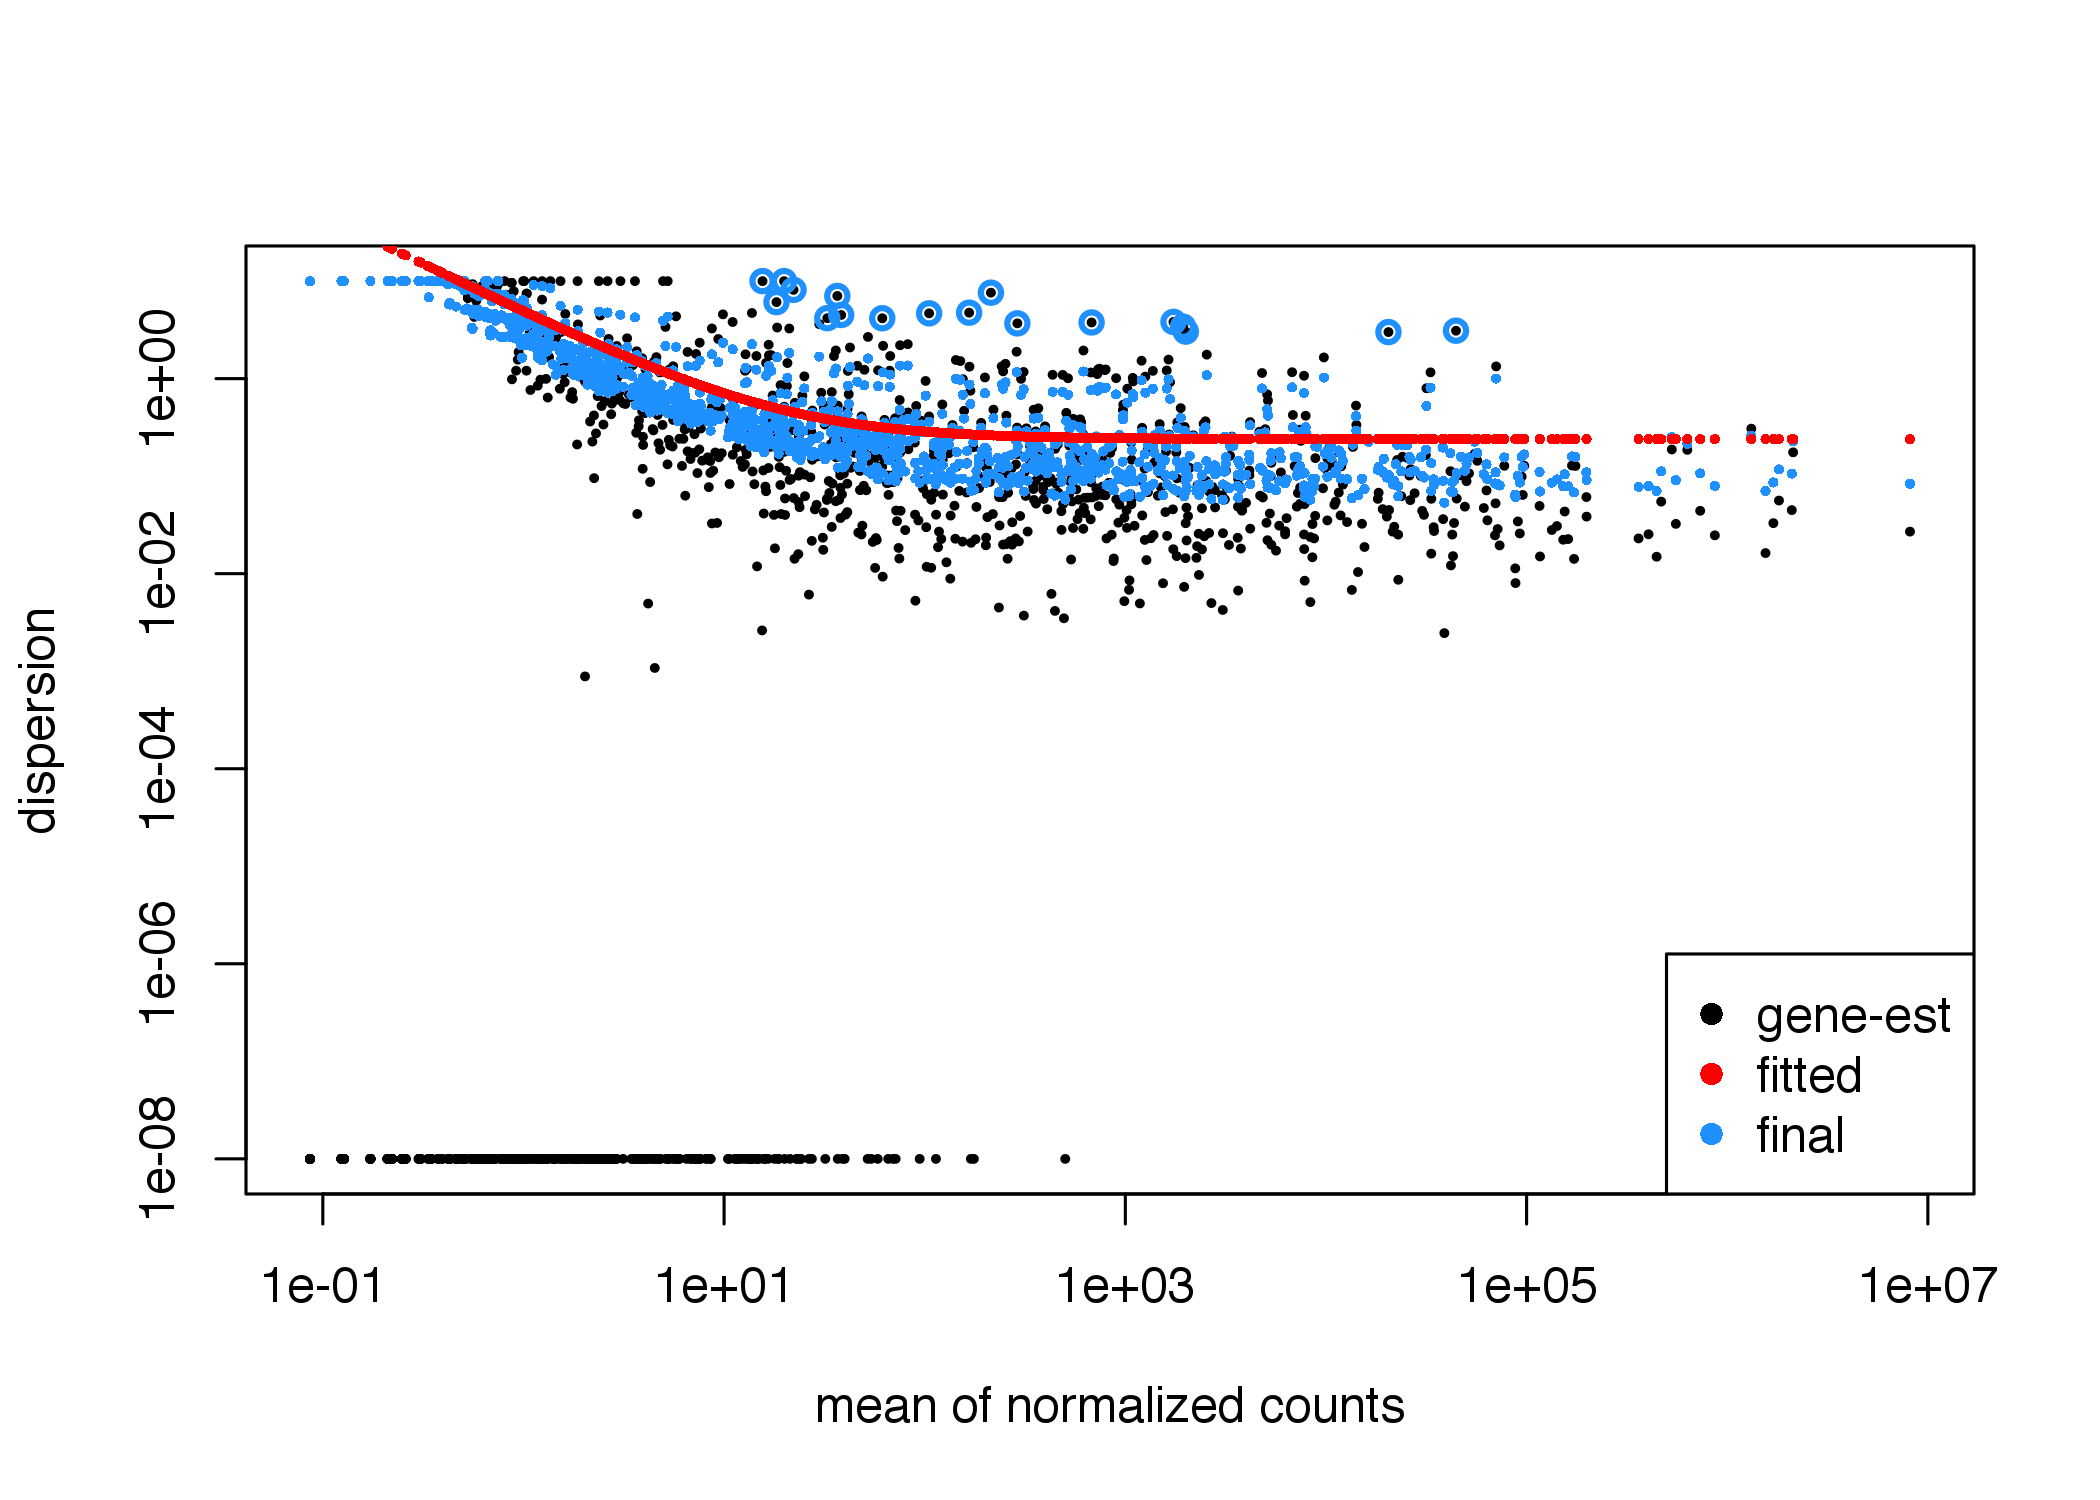 dispersion
1e+00
1e-02
1e-04
1e-06
1e-08
gene-est
fitted
final
1e-01
1e+01
1e+03
1e+05
1e+07
mean of normalized counts